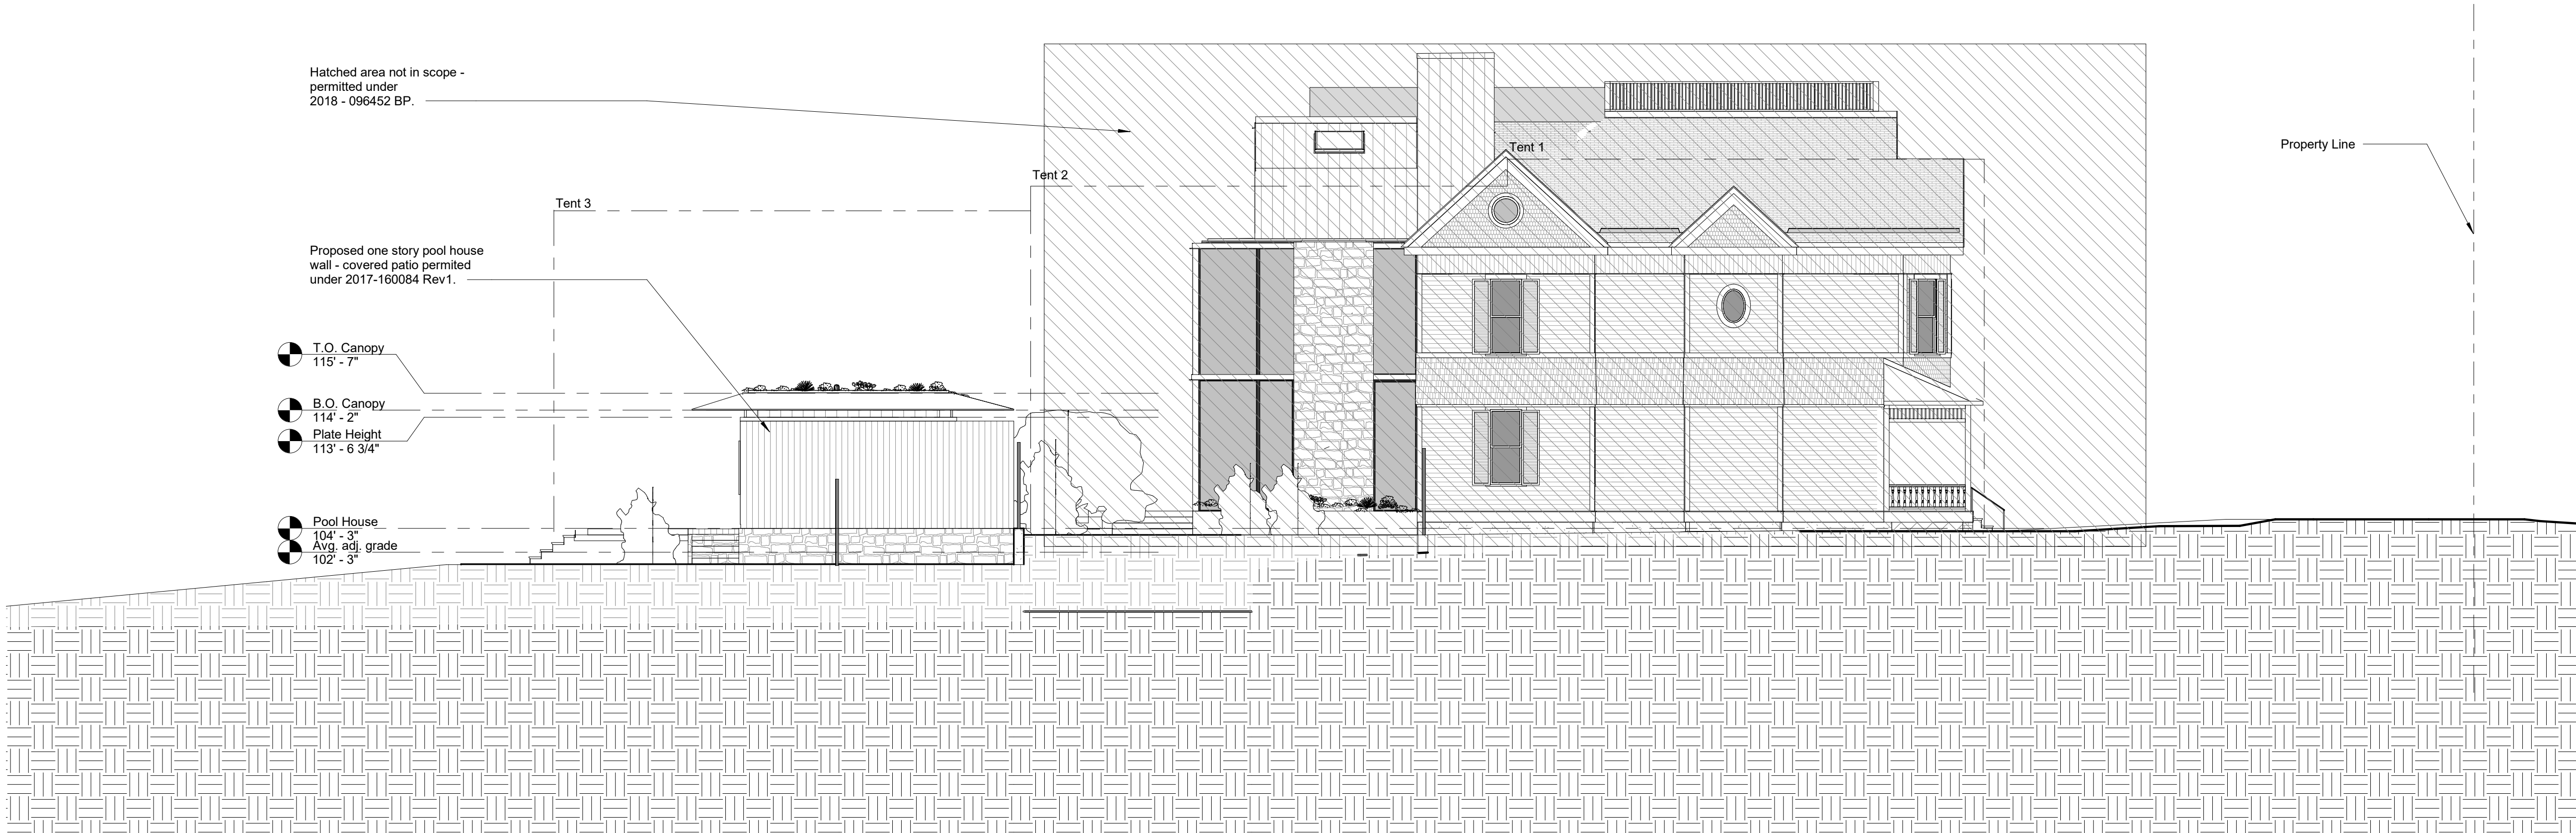 Hatched area not in scope -
permitted under
2018 - 096452 BP.
Tent 1
Property Line
Tent 2
Tent 3
Proposed one story pool house
wall - covered patio permited
under 2017-160084 Rev1.
T.O. Canopy
115' - 7"
B.O. Canopy
114' - 2"
Plate Height
113' - 6 3/4"
Pool House
104' - 3"
Avg. adj. grade
102' - 3"